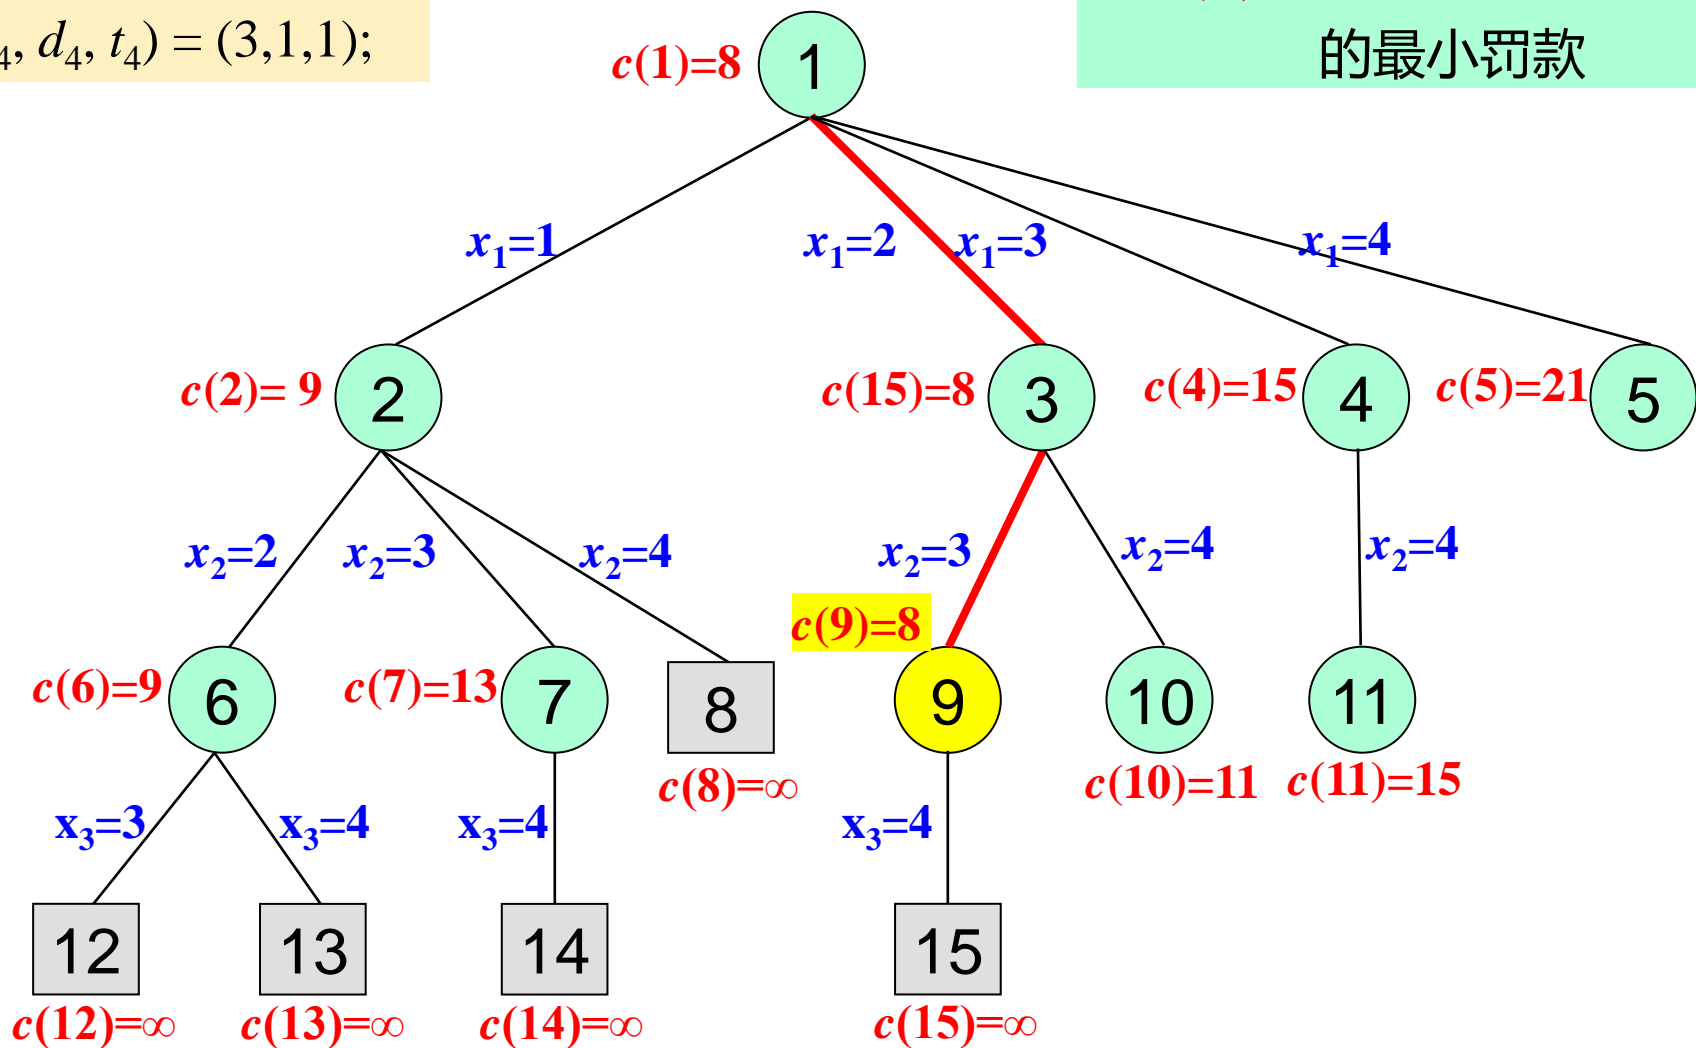 4, d4, t4) = (3,1,1);
的最小罚款
c(1)=8
1
x1=1
x1=2
x1=3
x1=4
c(2)= 9
2
c(15)=8
3
c(4)=15
4
c(5)=21
5
x2=2
x2=3
x2=4
x2=3
x2=4
x2=4
c(9)=8
c(6)=9
6
c(7)=13
7
8
9
10
11
c(8)=∞
c(10)=11
c(11)=15
x3=3
x3=4
x3=4
x3=4
12
13
14
15
c(12)=∞
c(13)=∞
c(14)=∞
c(15)=∞